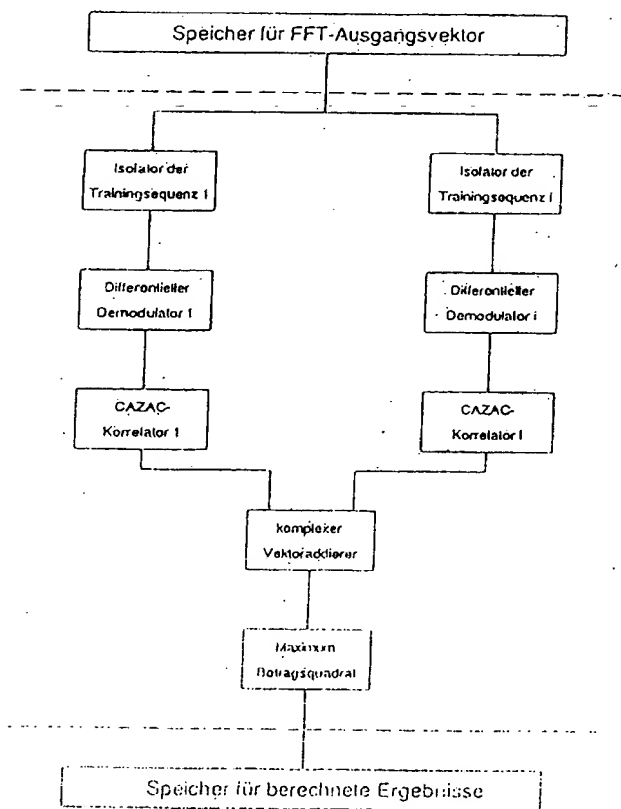 Speicher für FFT-Ausgangsvektor
Isolator der
Trainingsequenz 1
Isolator der
Trainingsequenz i
Differentieller
Demodulator 1
Differentieller
Demodulator i
CAZAC-
Korrelator 1
CAZAC-
Korrelator i
komplexer
Vektoraddierer
Maximum
Betragsquadrat
Speicher für berechnete Ergebnisse